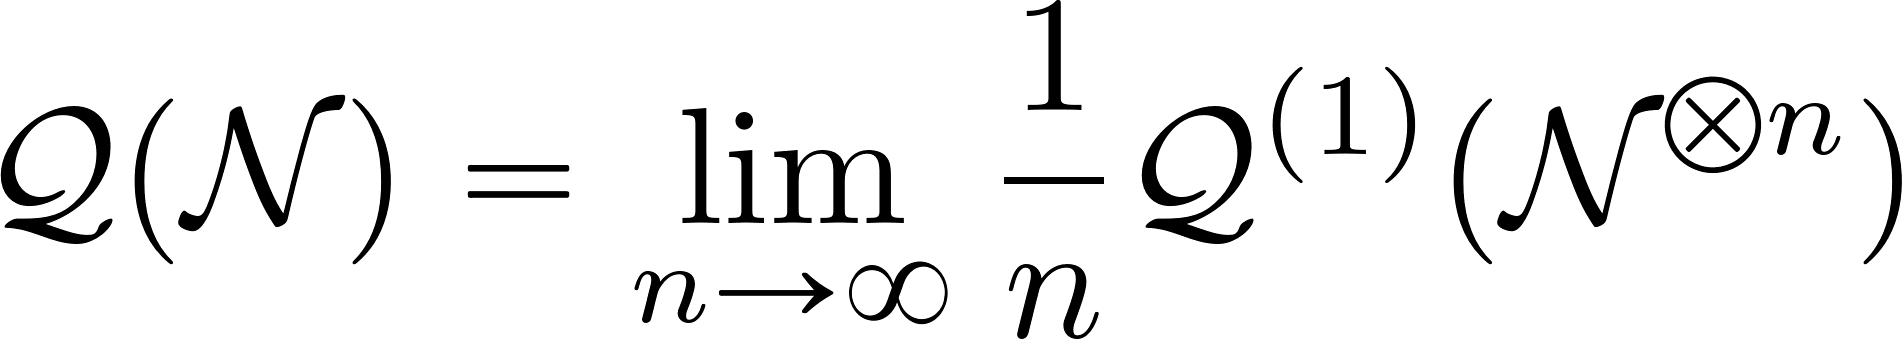 𝒬(𝒩) = lim_{n→∞} 1/n 𝒬^{(1)}(𝒩^{⊗n})